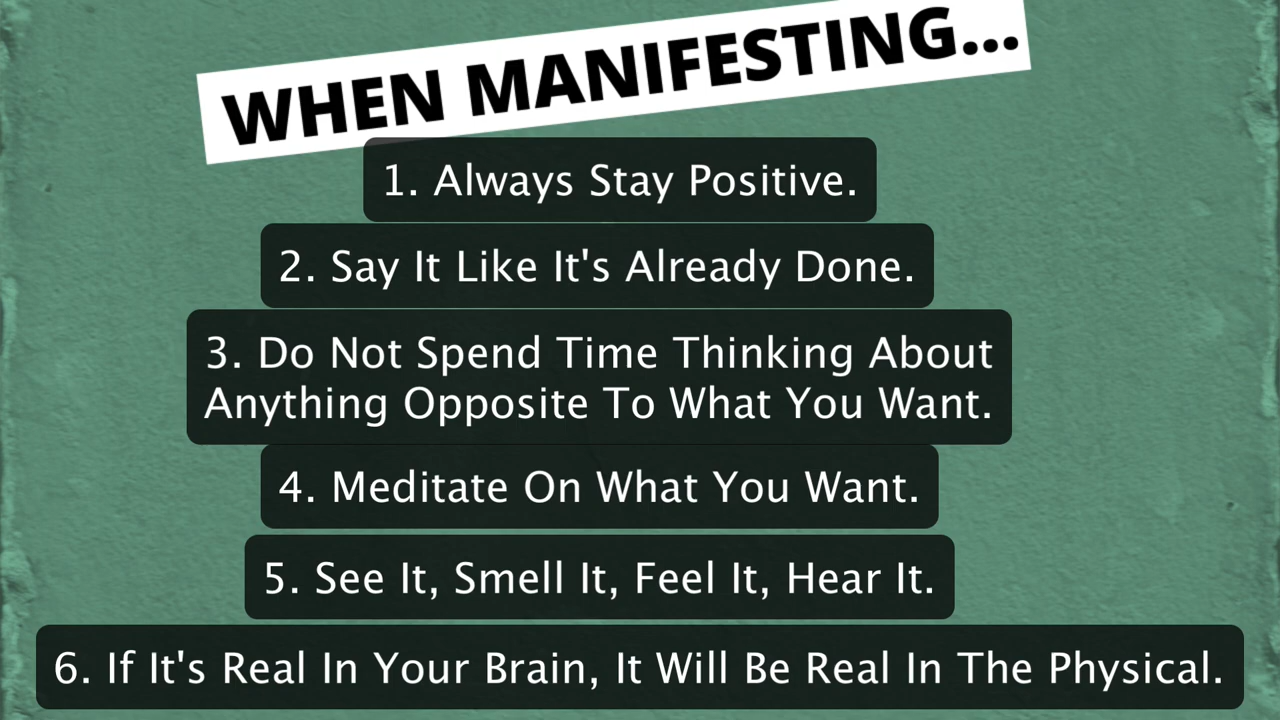 WHEN MANIFESTING...
1. Always Stay Positive.
2. Say It Like It's Already Done.
3. Do Not Spend Time Thinking About
Anything Opposite To What You Want.
4. Meditate On What You Want.
5. See It, Smell It, Feel It, Hear It.
6. If It's Real In Your Brain, It Will Be Real In The Physical.